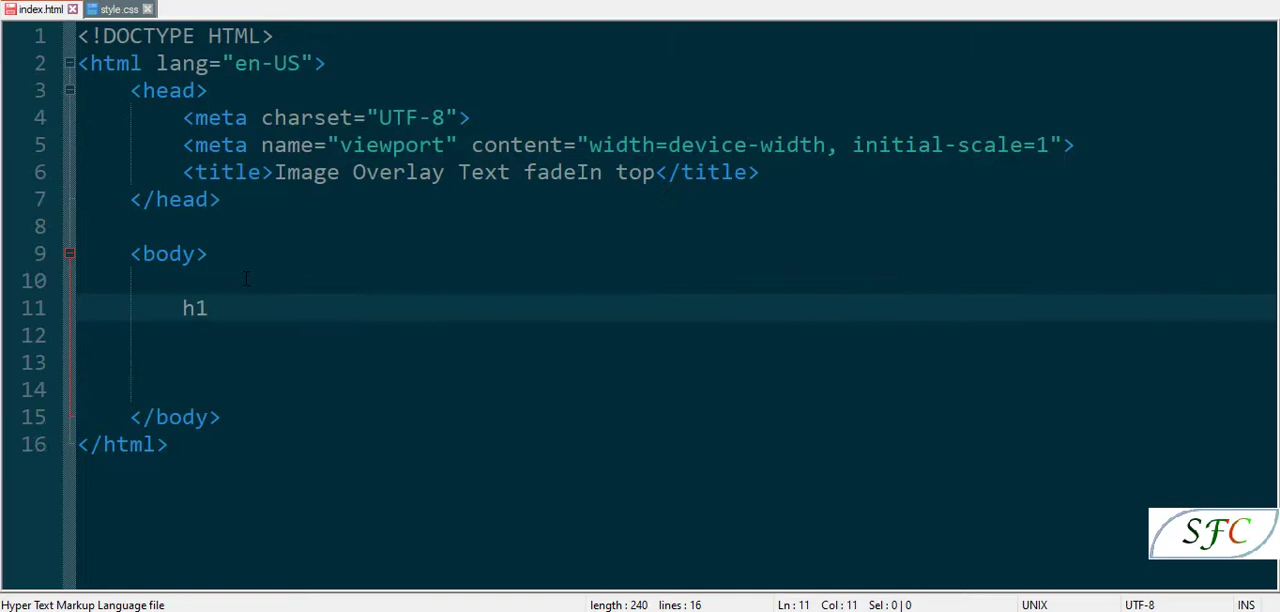 index.html style.css
1 <!DOCTYPE HTML>
2 <html lang="en-US">
3 <head>
4 <meta charset="UTF-8">
5 <meta name="viewport" content="width=device-width, initial-scale=1">
6 <title>Image Overlay Text fadeIn top</title>
7 </head>
8
9 <body>
10
11 h1
12
13
14
15 </body>
16 </html>
SFC
Hyper Text Markup Language file length : 240 lines : 16 Ln : 11 Col : 11 Sel : 0 | 0 UNIX UTF-8 INS